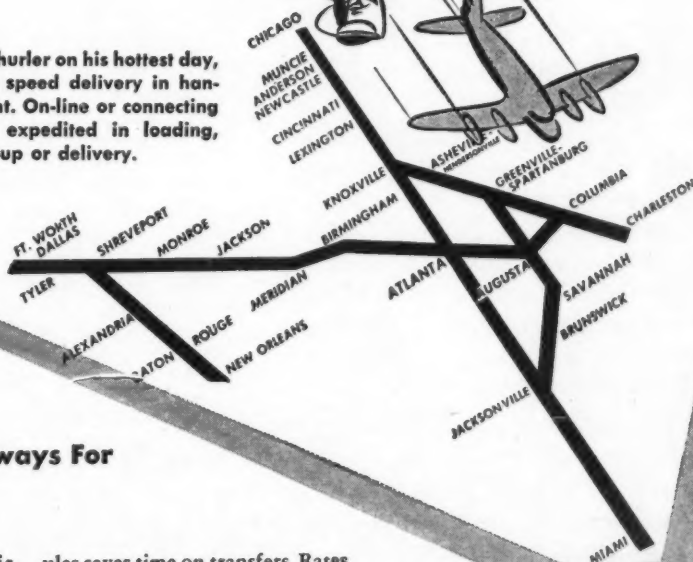 CHICAGO
hurler on his hottest day,
speed delivery in han-
nt. On-line or connecting
expedited in loading,
up or delivery.
MUNCIE
ANDERSON
NEWCASTLE
CINCINNATI
LEXINGTON
ASHEVILLE-
HENDERSONVILLE
GREENVILLE-
SPARTANBURG
KNOXVILLE
COLUMBIA
CHARLESTON
BIRMINGHAM
FT. WORTH
DALLAS
SHREVEPORT
MONROE
JACKSON
ATLANTA
AUGUSTA
SAVANNAH
TYLER
MERIDIAN
BRUNSWICK
ALEXANDRIA
BATON ROUGE
NEW ORLEANS
JACKSONVILLE
ways For
MIAMI
ules saves time on transfers. Rates